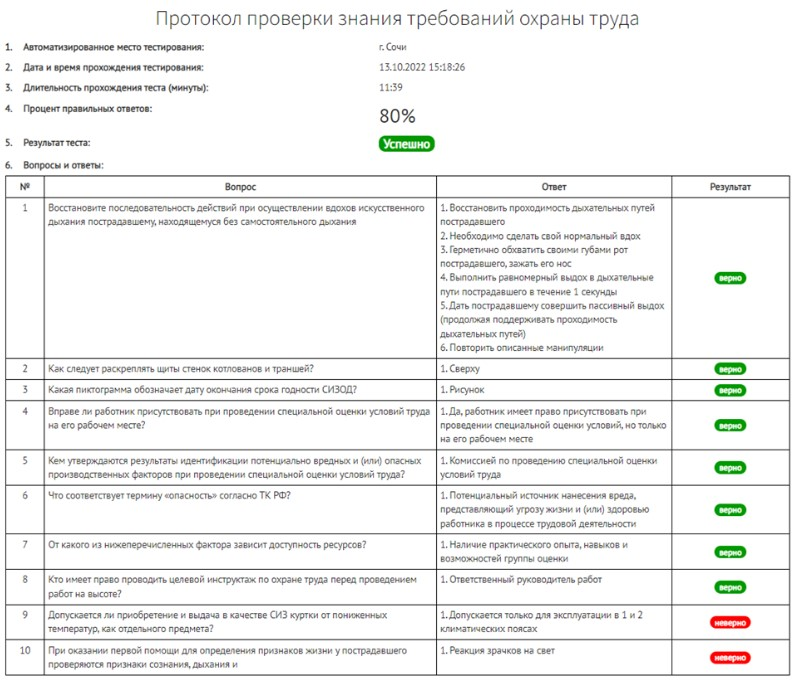 Протокол проверки знания требований охраны труда
1. Автоматизированное место тестирования: г. Сочи
2. Дата и время прохождения тестирования: 13.10.2022 15:18:26
3. Длительность прохождения теста (минуты): 11:39
4. Процент правильных ответов: 80%
5. Результат теста: Успешно
6. Вопросы и ответы:
№ Вопрос Ответ Результат
1 Восстановите последовательность действий при осуществлении вдохов искусственного
дыхания пострадавшему, находящемуся без самостоятельного дыхания
1. Восстановить проходимость дыхательных путей
пострадавшего
2. Необходимо сделать свой нормальный вдох
3. Герметично обхватить своими губами рот
пострадавшего, зажать его нос
4. Выполнить равномерный выдох в дыхательные
пути пострадавшего в течение 1 секунды
5. Дать пострадавшему совершить пассивный выдох
(продолжая поддерживать проходимость
дыхательных путей)
6. Повторить описанные манипуляции
верно
2 Как следует раскреплять щиты стенок котлованов и траншей? 1. Сверху верно
3 Какая пиктограмма обозначает дату окончания срока годности СИЗОД? 1. Рисунок верно
4 Вправе ли работник присутствовать при проведении специальной оценки условий труда
на его рабочем месте?
1. Да, работник имеет право присутствовать при
проведении специальной оценки условий, но только
на его рабочем месте
верно
5 Кем утверждаются результаты идентификации потенциально вредных и (или) опасных
производственных факторов при проведении специальной оценки условий труда?
1. Комиссией по проведению специальной оценки
условий труда
верно
6 Что соответствует термину «опасность» согласно ТК РФ?
1. Потенциальный источник нанесения вреда,
представляющий угрозу жизни и (или) здоровью
работника в процессе трудовой деятельности
верно
7 От какого из нижеперечисленных фактора зависит доступность ресурсов?
1. Наличие практического опыта, навыков и
возможностей группы оценки
верно
8 Кто имеет право проводить целевой инструктаж по охране труда перед проведением
работ на высоте?
1. Ответственный руководитель работ
верно
9 Допускается ли приобретение и выдача в качестве СИЗ куртки от пониженных
температур, как отдельного предмета?
1. Допускается только для эксплуатации в 1 и 2
климатических поясах
неверно
10 При оказании первой помощи для определения признаков жизни у пострадавшего
проверяются признаки сознания, дыхания и
1. Реакция зрачков на свет
неверно